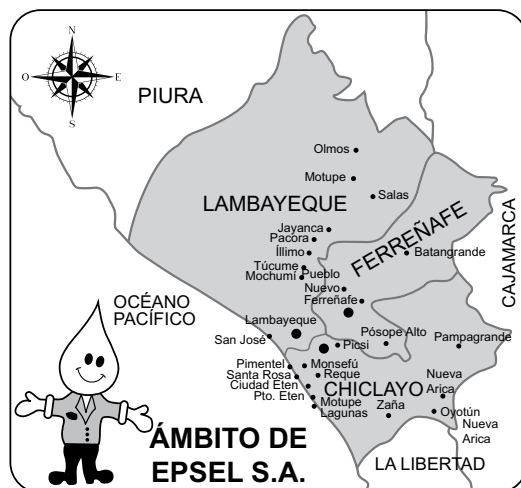 N
O
E
S
PIURA
Olmos
Motupe
Salas
LAMBAYEQUE
CAJAMARCA
Jayanca
Pacora
Íllimo
FERREÑAFE
Batangrande
Túcume
Mochumí
Pueblo
Nuevo
Ferreñafe
OCÉANO
PACÍFICO
Lambayeque
San José
Picsi
Pósope Alto
Pampagrande
Pimentel
Monsefú
Santa Rosa
Reque
Ciudad Eten
Pto. Eten
CHICLAYO
Nueva
Arica
Motupe
Lagunas
Zaña
Oyotún
Nueva
Arica
ÁMBITO DE
EPSEL S.A.
LA LIBERTAD